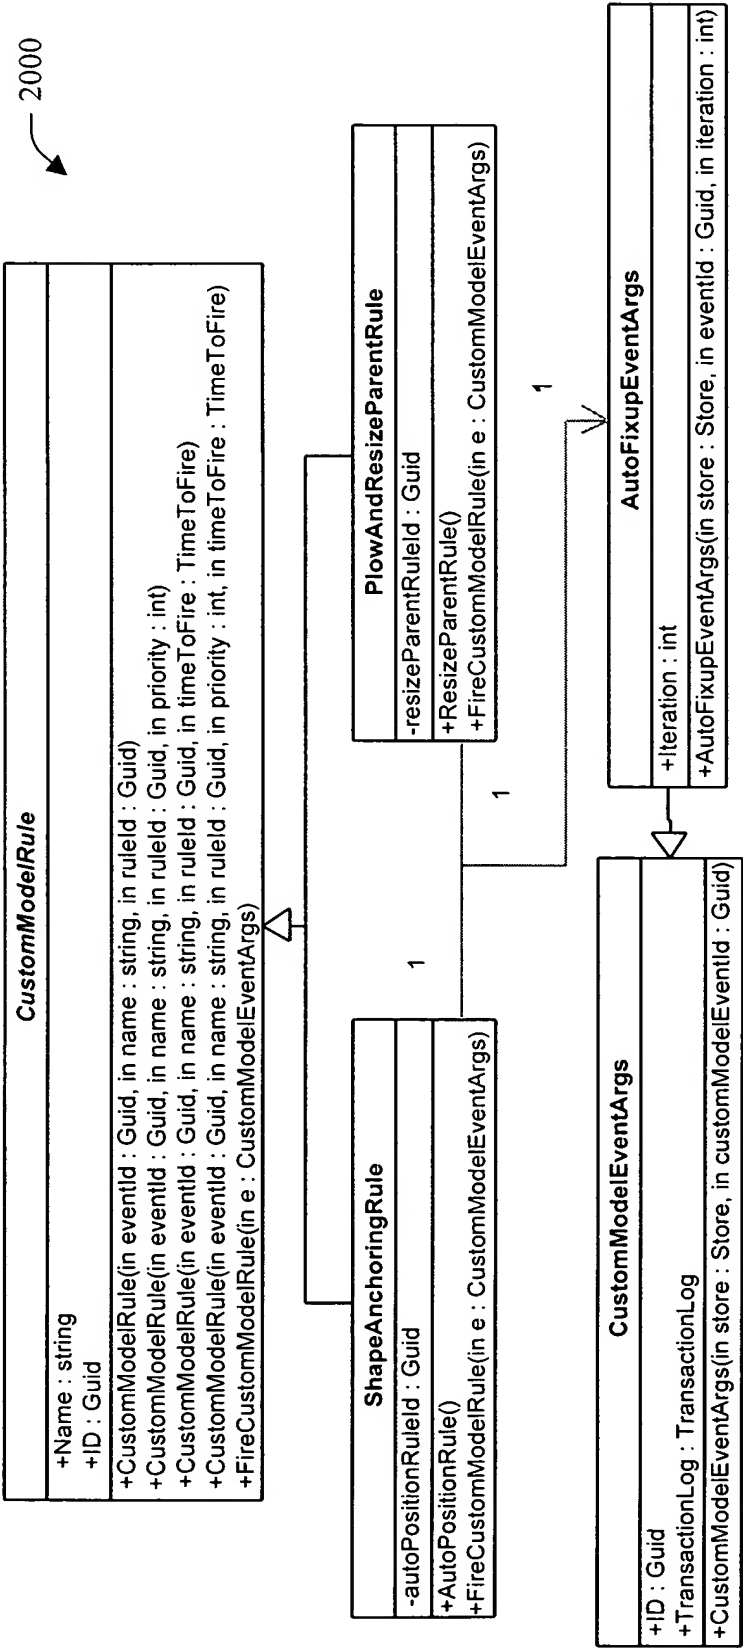 2000
CustomModelRule
+Name : string
+ID : Guid
+CustomModelRule(in eventId : Guid, in name : string, in ruleId : Guid)
+CustomModelRule(in eventId : Guid, in name : string, in ruleId : Guid, in priority : int)
+CustomModelRule(in eventId : Guid, in name : string, in ruleId : Guid, in timeToFire : TimeToFire)
+CustomModelRule(in eventId : Guid, in name : string, in ruleId : Guid, in priority : int, in timeToFire : TimeToFire)
+FireCustomModelRule(in e : CustomModelEventArgs)
ShapeAnchoringRule
-autoPositionRuleId : Guid
+AutoPositionRule()
+FireCustomModelRule(in e : CustomModelEventArgs)
PlowAndResizeParentRule
-resizeParentRuleId : Guid
+ResizeParentRule()
+FireCustomModelRule(in e : CustomModelEventArgs)
1
1
1
CustomModelEventArgs
+ID : Guid
+TransactionLog : TransactionLog
+CustomModelEventArgs(in store : Store, in customModelEventId : Guid)
AutoFixupEventArgs
+Iteration : int
+AutoFixupEventArgs(in store : Store, in eventId : Guid, in iteration : int)